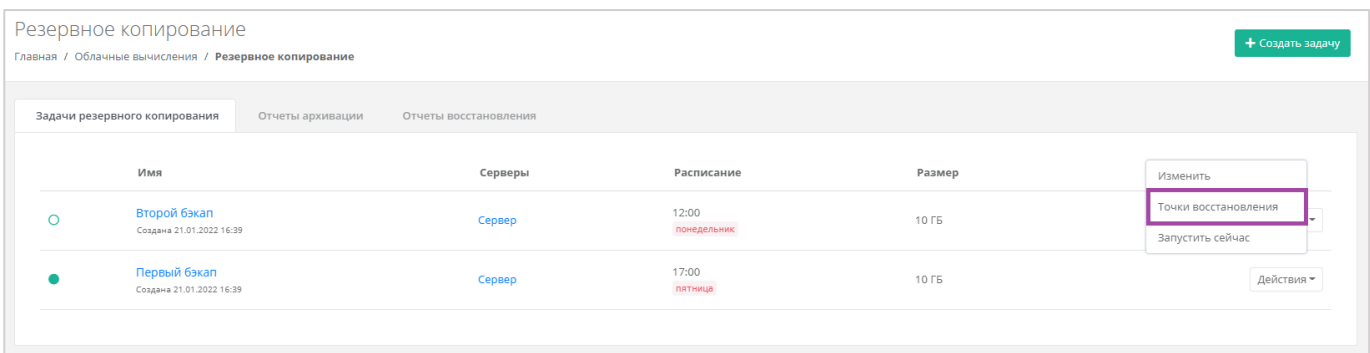 Резервное копирование
+ Создать задачу
Главная / Облачные вычисления / Резервное копирование
Задачи резервного копирования Отчеты архивации Отчеты восстановления
Имя Серверы Расписание Размер
Изменить
Точки восстановления
Запустить сейчас
Второй бэкап Сервер 12:00 10 ГБ
Создана 21.01.2022 16:39 понедельник
Первый бэкап Сервер 17:00 10 ГБ Действия
Создана 21.01.2022 16:39 пятница